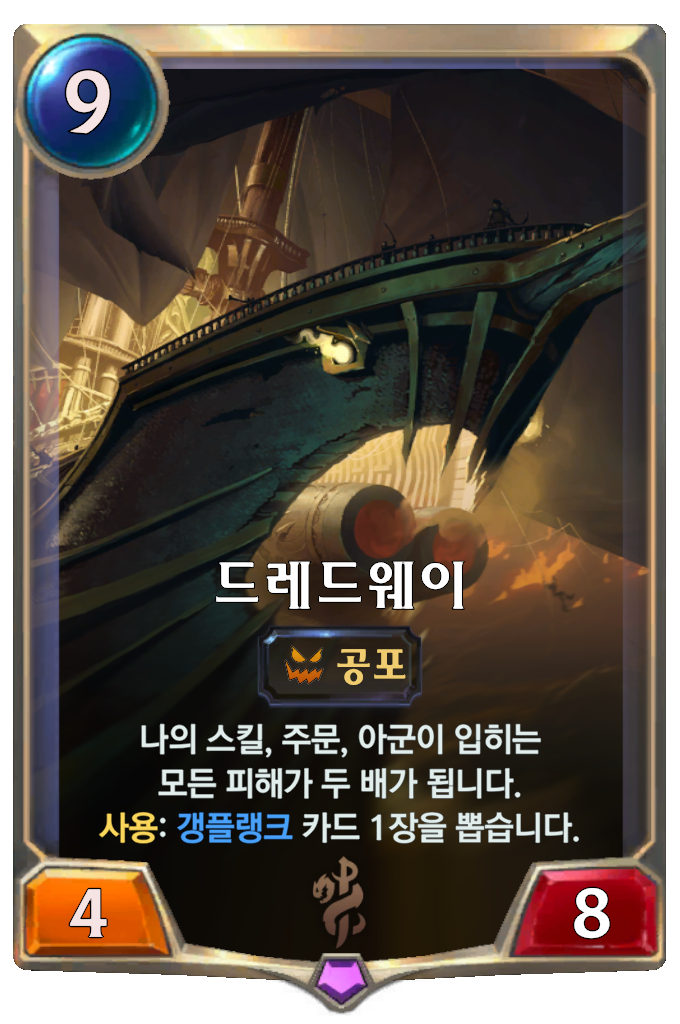 9
드레드웨이
공포
나의 스킬, 주문, 아군이 입히는
모든 피해가 두 배가 됩니다.
사용: 갱플랭크 카드 1장을 뽑습니다.
4
8